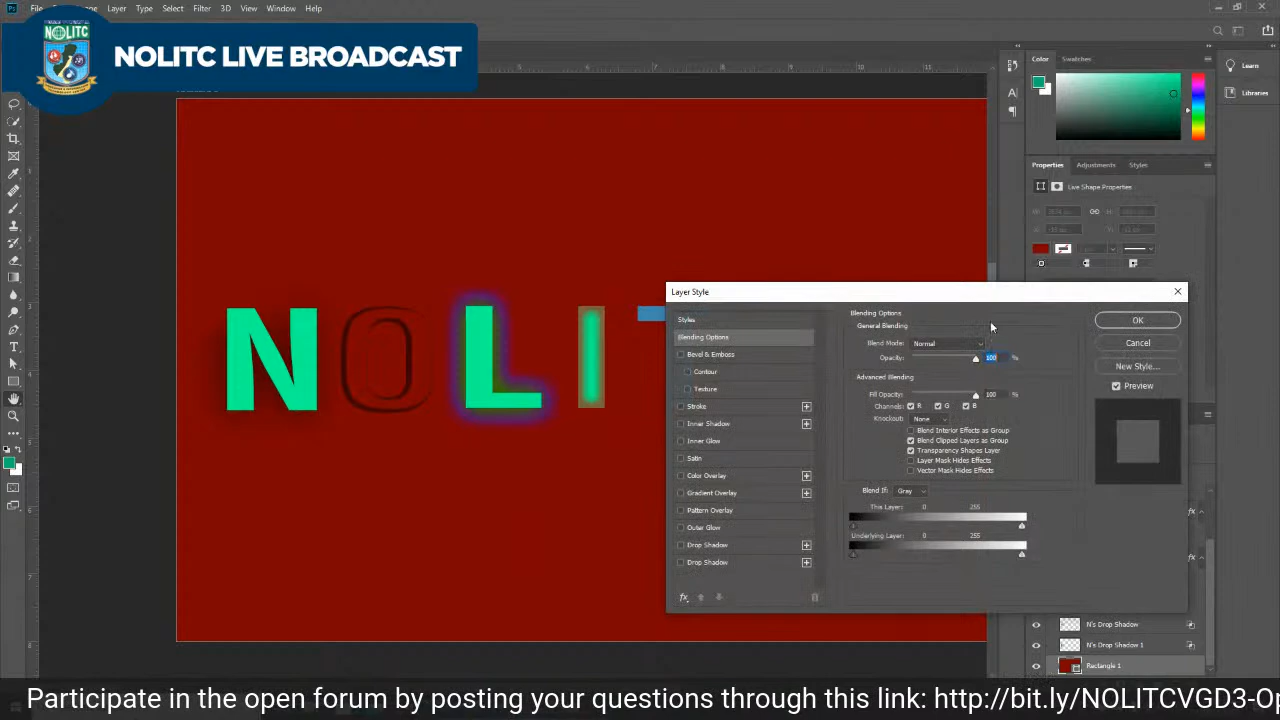 File
Layer
Type
Select
Filter
3D
View
Window
Help
NOLITC
NOLITC LIVE BROADCAST
Color
Swatches
Learn
Libraries
Properties
Adjustments
Styles
Live Shape Properties
N O L I T
Layer Style
Styles
Blending Options
Bevel & Emboss
Contour
Texture
Stroke
Inner Shadow
Inner Glow
Satin
Color Overlay
Gradient Overlay
Pattern Overlay
Outer Glow
Drop Shadow
Drop Shadow
fx
Blending Options
General Blending
Blend Mode: Normal
Opacity: 100 %
Advanced Blending
Fill Opacity: 100 %
Channels: R G B
Knockout: None
Blend Interior Effects as Group
Blend Clipped Layers as Group
Transparency Shapes Layer
Layer Mask Hides Effects
Vector Mask Hides Effects
Blend If: Gray
This Layer: 0 255
Underlying Layer: 0 255
OK
Cancel
New Style...
Preview
fx
fx
N's Drop Shadow
N's Drop Shadow 1
Rectangle 1
Participate in the open forum by posting your questions through this link: http://bit.ly/NOLITCVGD3-Op